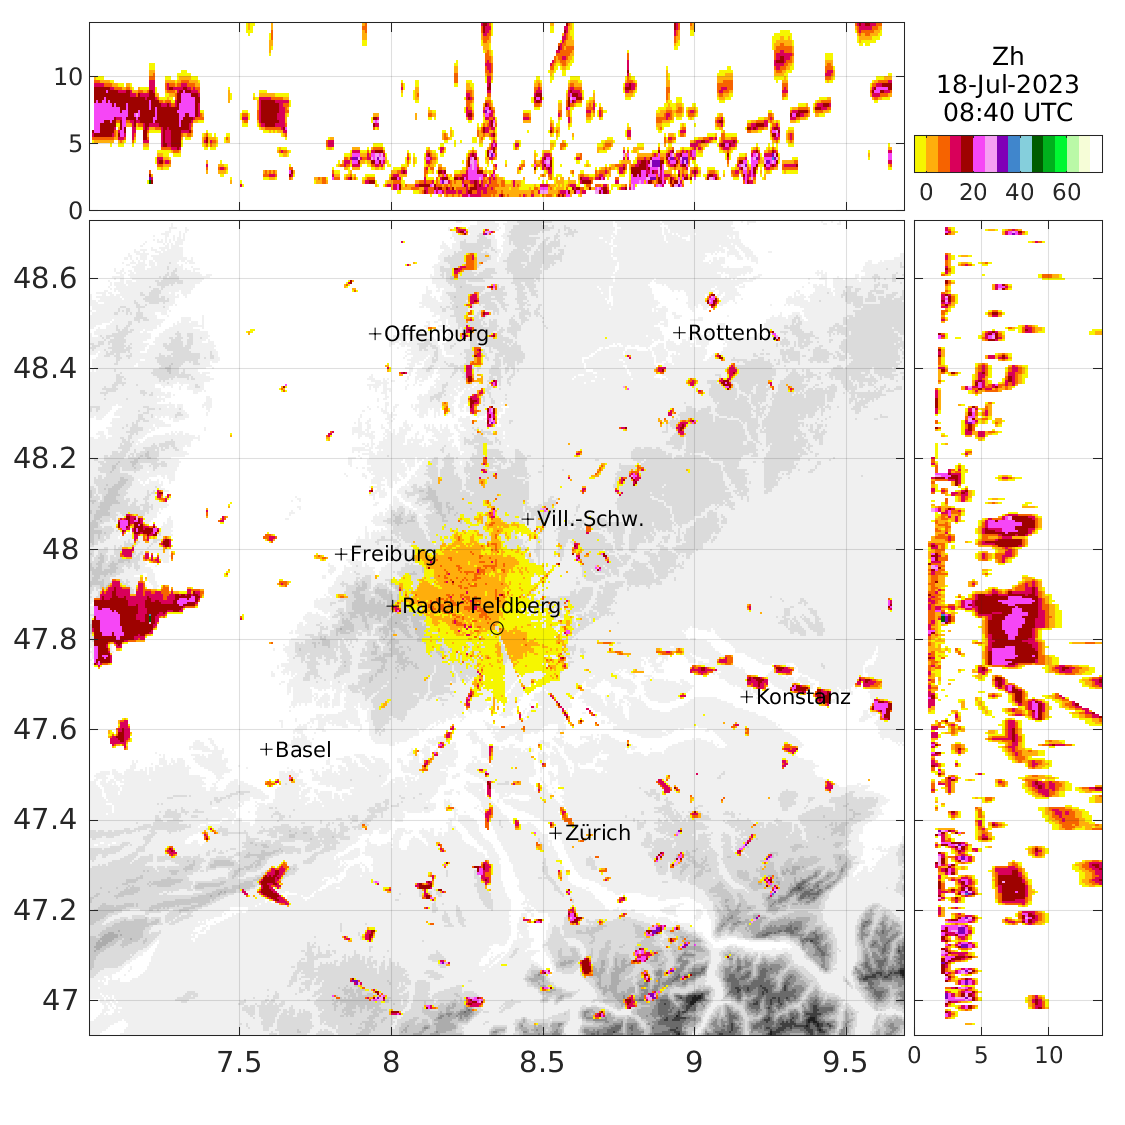 10
5
0
Zh
18-Jul-2023
08:40 UTC
0 20 40 60
48.6
48.4
48.2
48
47.8
47.6
47.4
47.2
47
+Offenburg
+Rottenb.
+Vill.-Schw.
+Freiburg
+Radar Feldberg
+Konstanz
+Basel
+Zürich
7.5 8 8.5 9 9.5
0 5 10